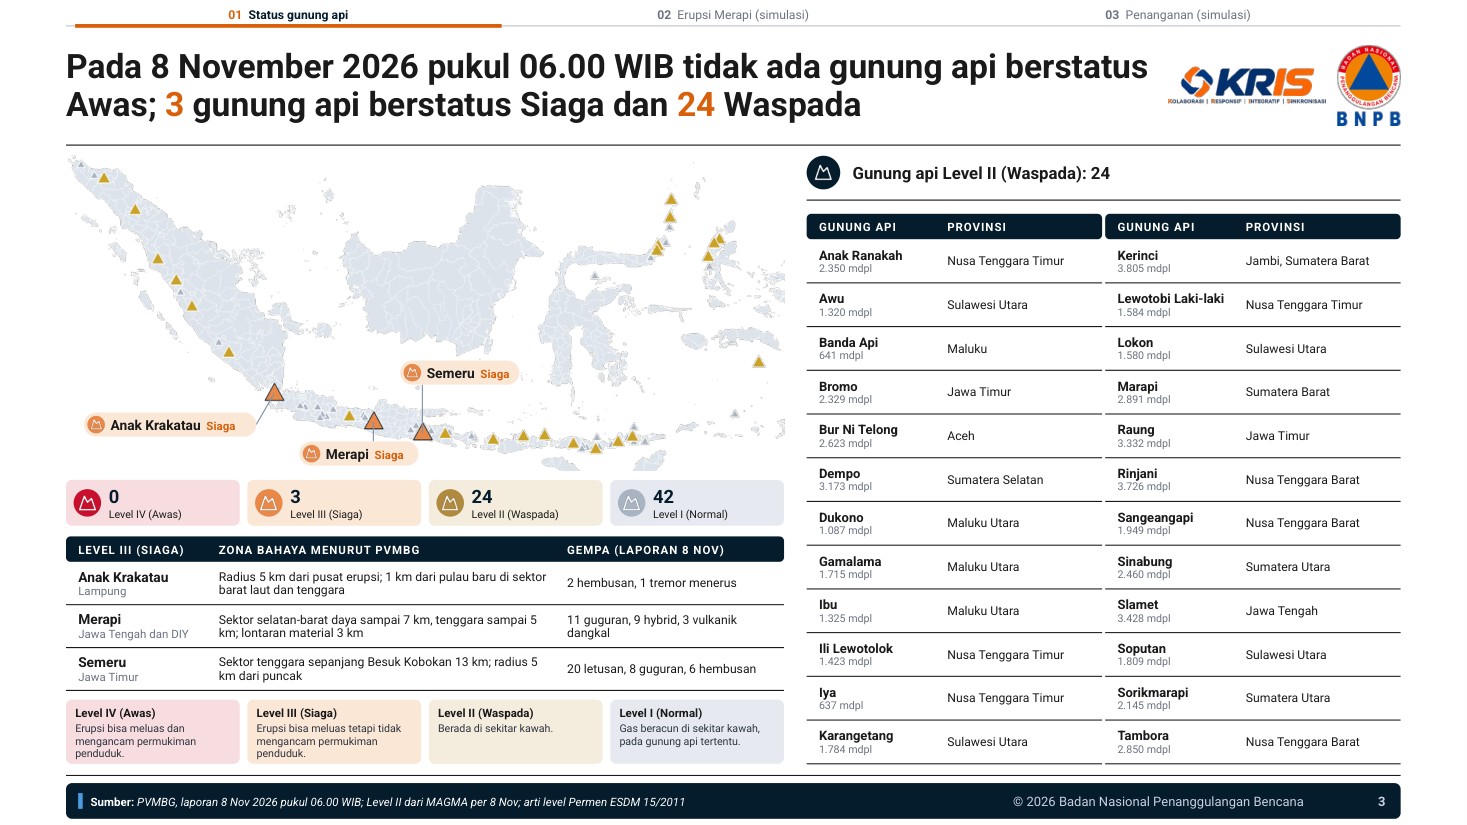 01 Status gunung api
02 Erupsi Merapi (simulasi)
03 Penanganan (simulasi)
Pada 8 November 2026 pukul 06.00 WIB tidak ada gunung api berstatus
Awas; 3 gunung api berstatus Siaga dan 24 Waspada
KRIS
KOLABORASI | RESPONSIF | INTEGRATIF | SINKRONISASI
BADAN NASIONAL
PENANGGULANGAN BENCANA
BNPB
Semeru Siaga
Anak Krakatau Siaga
Merapi Siaga
0
Level IV (Awas)
3
Level III (Siaga)
24
Level II (Waspada)
42
Level I (Normal)
LEVEL III (SIAGA) ZONA BAHAYA MENURUT PVMBG GEMPA (LAPORAN 8 NOV)
Anak Krakatau
Lampung
Radius 5 km dari pusat erupsi; 1 km dari pulau baru di sektor
barat laut dan tenggara
2 hembusan, 1 tremor menerus
Merapi
Jawa Tengah dan DIY
Sektor selatan-barat daya sampai 7 km, tenggara sampai 5
km; lontaran material 3 km
11 guguran, 9 hybrid, 3 vulkanik
dangkal
Semeru
Jawa Timur
Sektor tenggara sepanjang Besuk Kobokan 13 km; radius 5
km dari puncak
20 letusan, 8 guguran, 6 hembusan
Level IV (Awas)
Erupsi bisa meluas dan
mengancam permukiman
penduduk.
Level III (Siaga)
Erupsi bisa meluas tetapi tidak
mengancam permukiman
penduduk.
Level II (Waspada)
Berada di sekitar kawah.
Level I (Normal)
Gas beracun di sekitar kawah,
pada gunung api tertentu.
Gunung api Level II (Waspada): 24
GUNUNG API PROVINSI
Anak Ranakah
2.350 mdpl
Nusa Tenggara Timur
Awu
1.320 mdpl
Sulawesi Utara
Banda Api
641 mdpl
Maluku
Bromo
2.329 mdpl
Jawa Timur
Bur Ni Telong
2.623 mdpl
Aceh
Dempo
3.173 mdpl
Sumatera Selatan
Dukono
1.087 mdpl
Maluku Utara
Gamalama
1.715 mdpl
Maluku Utara
Ibu
1.325 mdpl
Maluku Utara
Ili Lewotolok
1.423 mdpl
Nusa Tenggara Timur
Iya
637 mdpl
Nusa Tenggara Timur
Karangetang
1.784 mdpl
Sulawesi Utara
GUNUNG API PROVINSI
Kerinci
3.805 mdpl
Jambi, Sumatera Barat
Lewotobi Laki-laki
1.584 mdpl
Nusa Tenggara Timur
Lokon
1.580 mdpl
Sulawesi Utara
Marapi
2.891 mdpl
Sumatera Barat
Raung
3.332 mdpl
Jawa Timur
Rinjani
3.726 mdpl
Nusa Tenggara Barat
Sangeangapi
1.949 mdpl
Nusa Tenggara Barat
Sinabung
2.460 mdpl
Sumatera Utara
Slamet
3.428 mdpl
Jawa Tengah
Soputan
1.809 mdpl
Sulawesi Utara
Sorikmarapi
2.145 mdpl
Sumatera Utara
Tambora
2.850 mdpl
Nusa Tenggara Barat
Sumber: PVMBG, laporan 8 Nov 2026 pukul 06.00 WIB; Level II dari MAGMA per 8 Nov; arti level Permen ESDM 15/2011
© 2026 Badan Nasional Penanggulangan Bencana
3